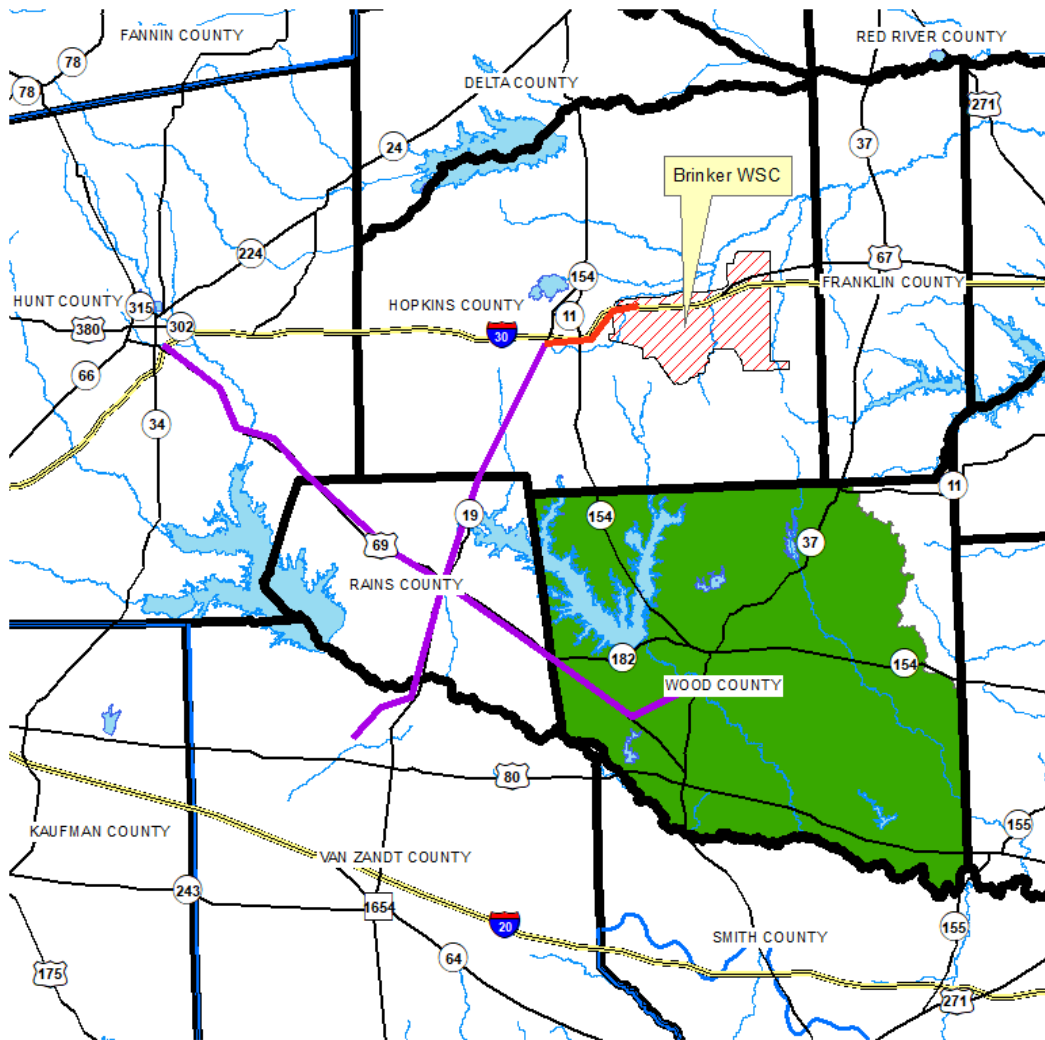 FANNIN COUNTY
RED RIVER COUNTY
78
DELTA COUNTY
78
271
24
37
Brinker WSC
224
67
154
FRANKLIN COUNTY
HUNT COUNTY
315
HOPKINS COUNTY
11
302
380
30
66
34
11
19
154
37
69
RAINS COUNTY
182
154
WOOD COUNTY
80
155
KAUFMAN COUNTY
VAN ZANDT COUNTY
243
1654
155
20
SMITH COUNTY
64
175
271